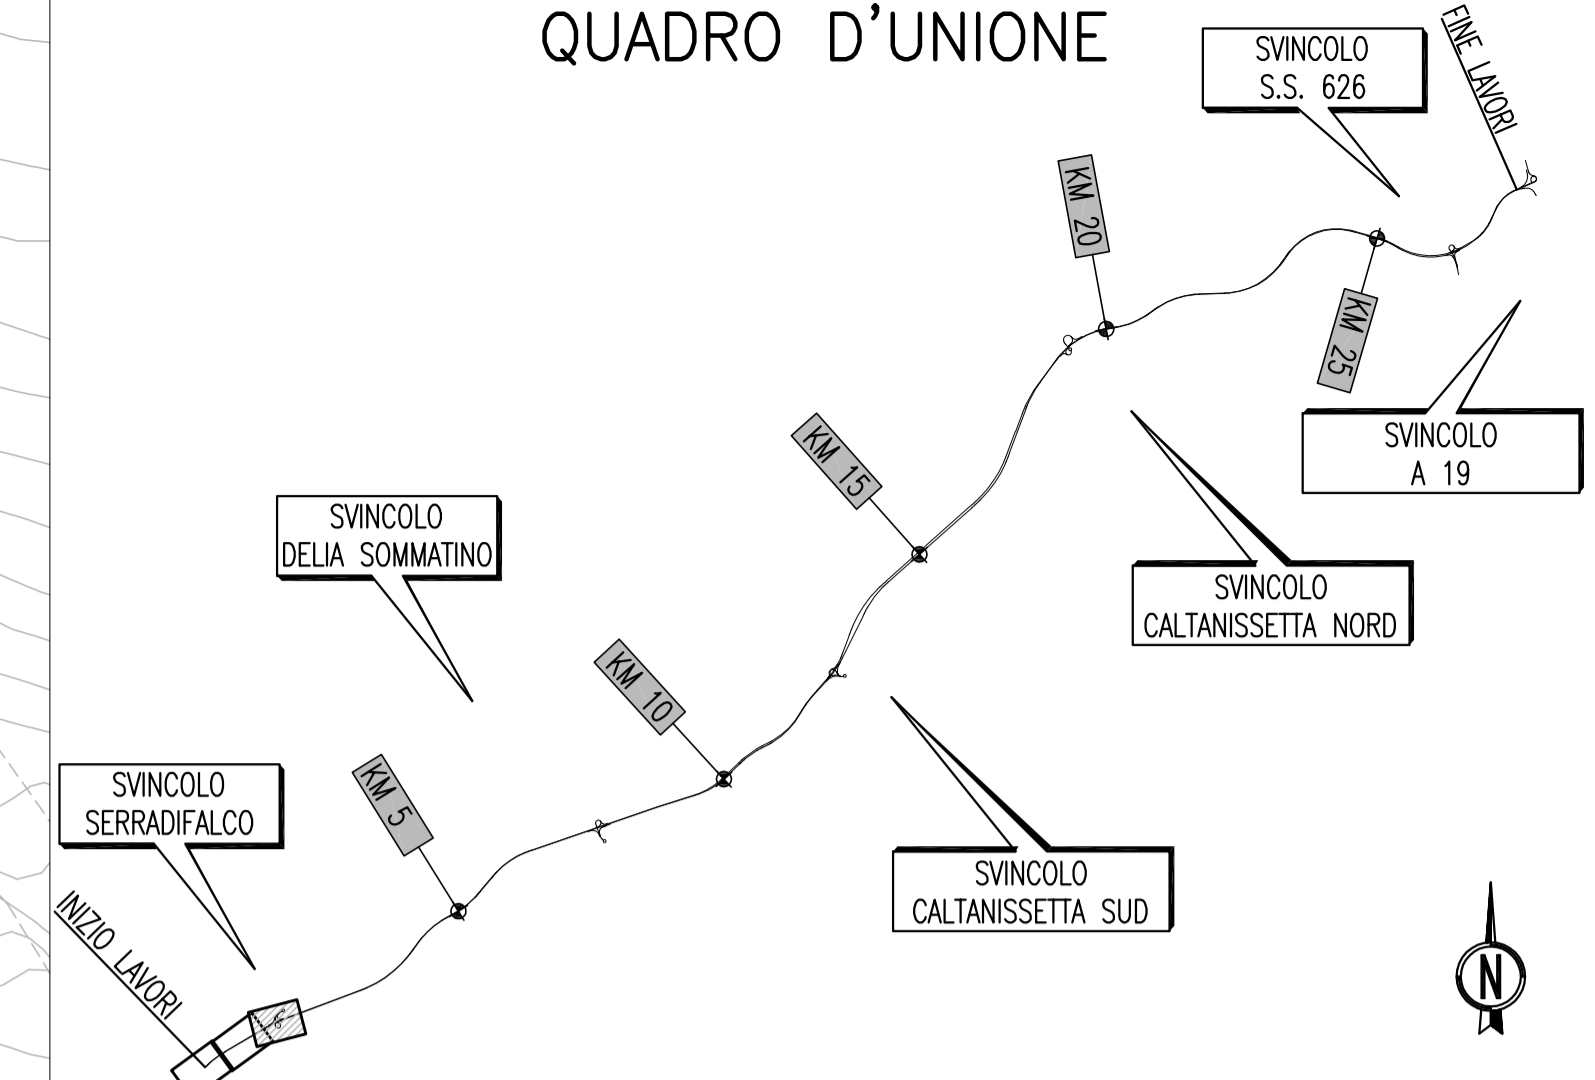 QUADRO D'UNIONE
SVINCOLO
S.S. 626
FINE LAVORI
KM 20
KM 25
SVINCOLO
A 19
KM 15
SVINCOLO
DELIA SOMMATINO
SVINCOLO
CALTANISSETTA NORD
KM 10
KM 5
SVINCOLO
SERRADIFALCO
SVINCOLO
CALTANISSETTA SUD
INIZIO LAVORI
N